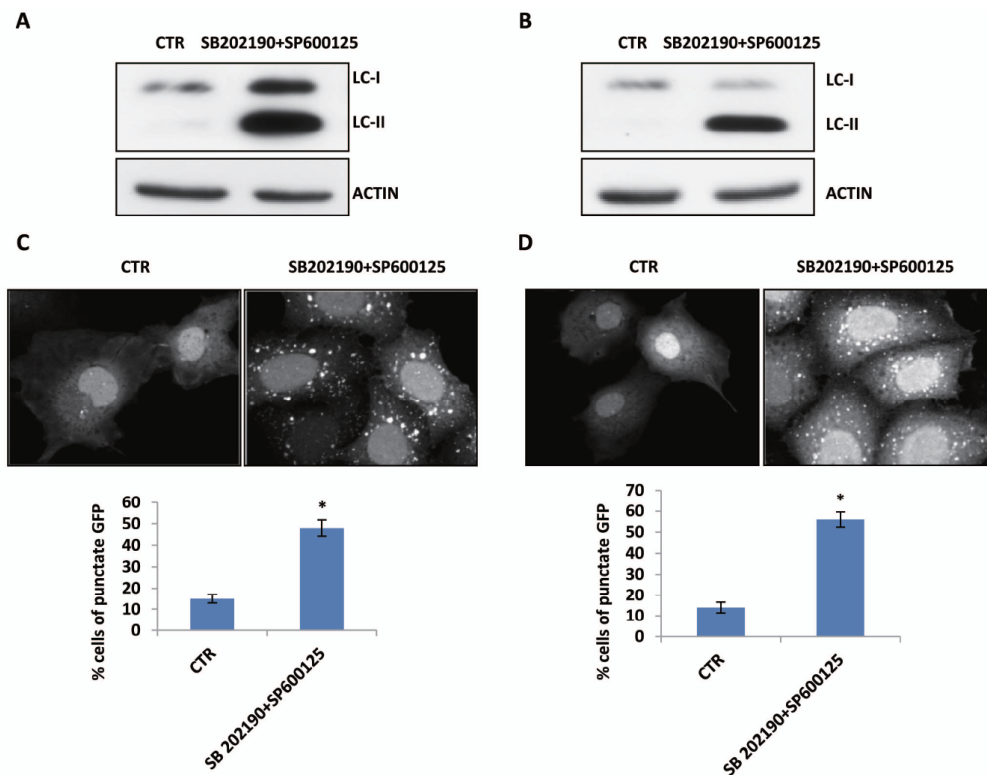 A
CTR SB202190+SP600125
LC-I
LC-II
ACTIN
B
CTR SB202190+SP600125
LC-I
LC-II
ACTIN
C
CTR SB202190+SP600125
% cells of punctate GFP
60
50
40
30
20
10
0
*
CTR
SB 202190+SP600125
D
CTR SB202190+SP600125
% cells of punctate GFP
70
60
50
40
30
20
10
0
*
CTR
SB 202190+SP600125